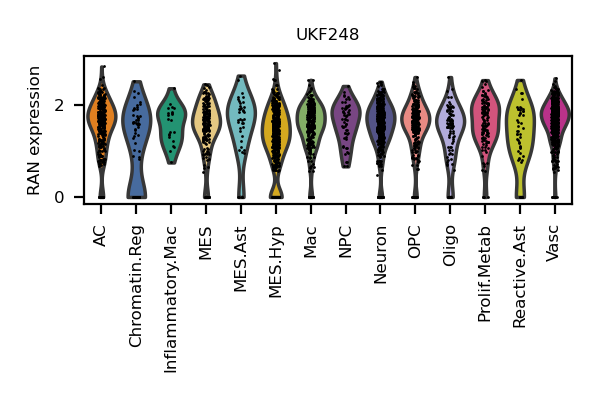 UKF248
RAN expression
2
0
AC
Chromatin.Reg
Inflammatory.Mac
MES
MES.Ast
MES.Hyp
Mac
NPC
Neuron
OPC
Oligo
Prolif.Metab
Reactive.Ast
Vasc